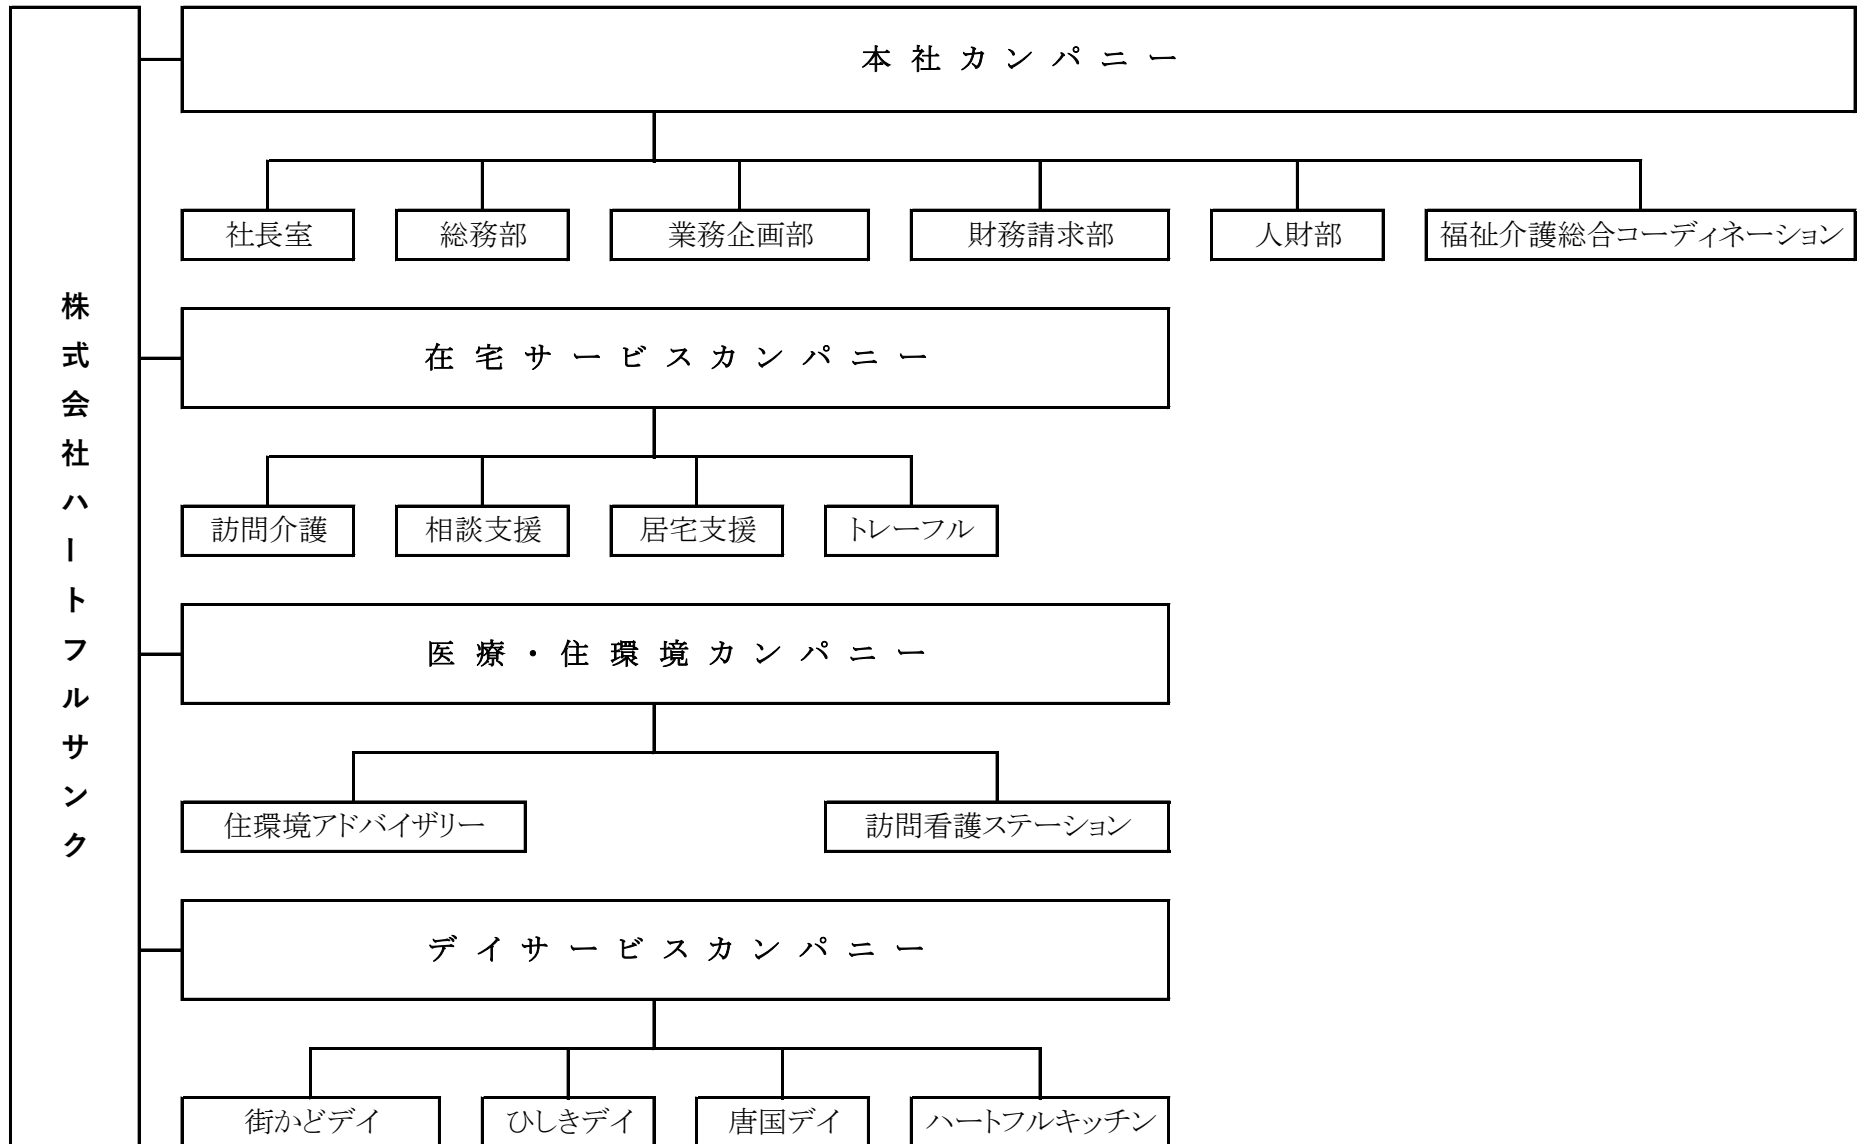 株式会社ハートフルサンク
本社カンパニー
社長室
総務部
業務企画部
財務請求部
人財部
福祉介護総合コーディネーション
在宅サービスカンパニー
訪問介護
相談支援
居宅支援
トレーフル
医療・住環境カンパニー
住環境アドバイザリー
訪問看護ステーション
デイサービスカンパニー
街かどデイ
ひしきデイ
唐国デイ
ハートフルキッチン